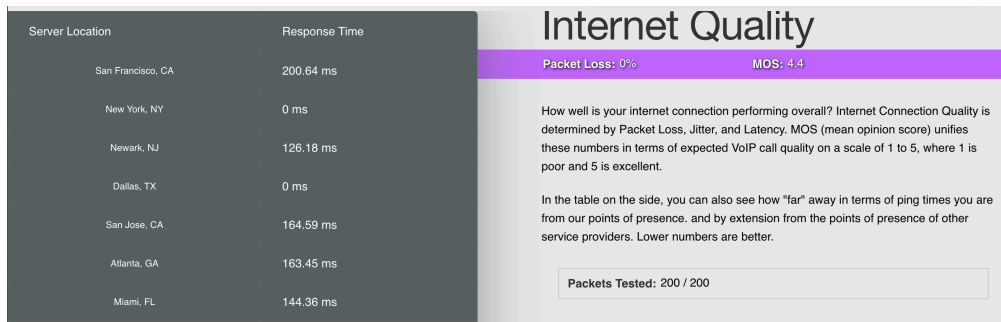 Server Location Response Time
San Francisco, CA 200.64 ms
New York, NY 0 ms
Newark, NJ 126.18 ms
Dallas, TX 0 ms
San Jose, CA 164.59 ms
Atlanta, GA 163.45 ms
Miami, FL 144.36 ms
Internet Quality
Packet Loss: 0% MOS: 4.4
How well is your internet connection performing overall? Internet Connection Quality is
determined by Packet Loss, Jitter, and Latency. MOS (mean opinion score) unifies
these numbers in terms of expected VoIP call quality on a scale of 1 to 5, where 1 is
poor and 5 is excellent.
In the table on the side, you can also see how "far" away in terms of ping times you are
from our points of presence. and by extension from the points of presence of other
service providers. Lower numbers are better.
Packets Tested: 200 / 200